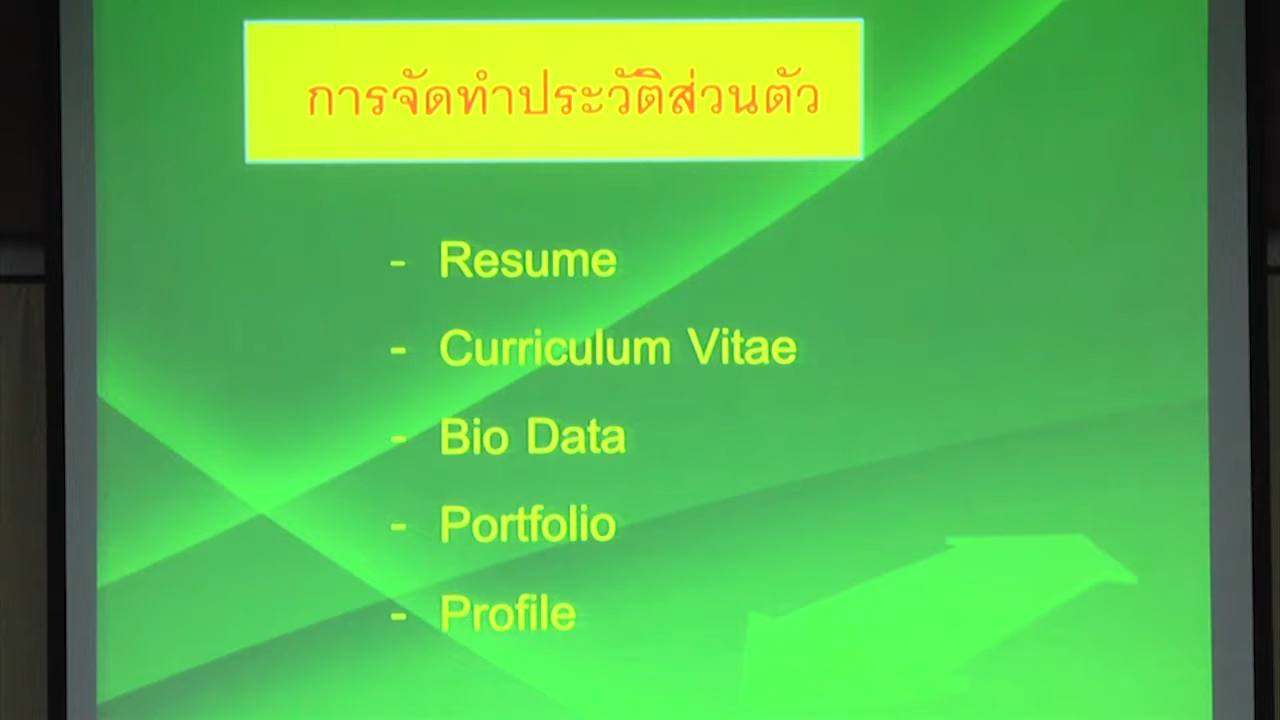 การจัดทำประวัติส่วนตัว
- Resume
- Curriculum Vitae
- Bio Data
- Portfolio
- Profile